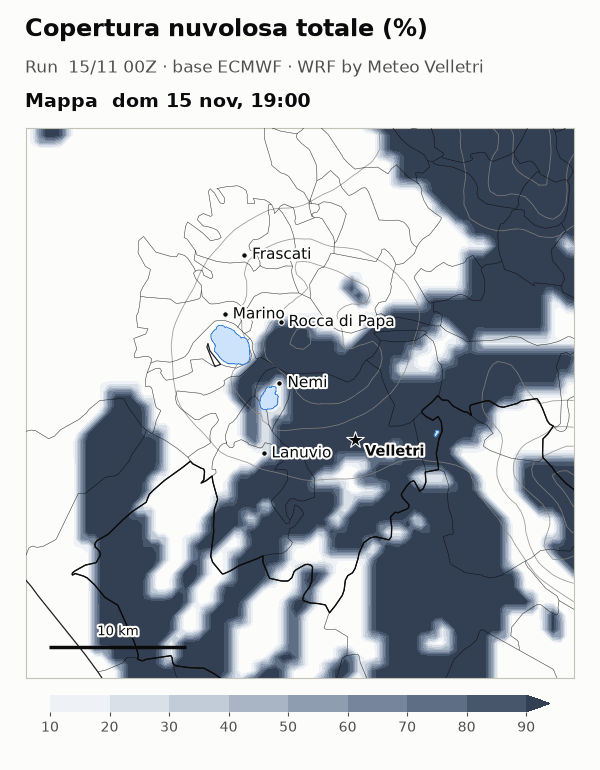 Copertura nuvolosa totale (%)
Run  15/11 00Z · base ECMWF · WRF by Meteo Velletri
Mappa  dom 15 nov, 19:00
Frascati
Marino
Rocca di Papa
Nemi
Velletri
Lanuvio
10 km
10 20 30 40 50 60 70 80 90